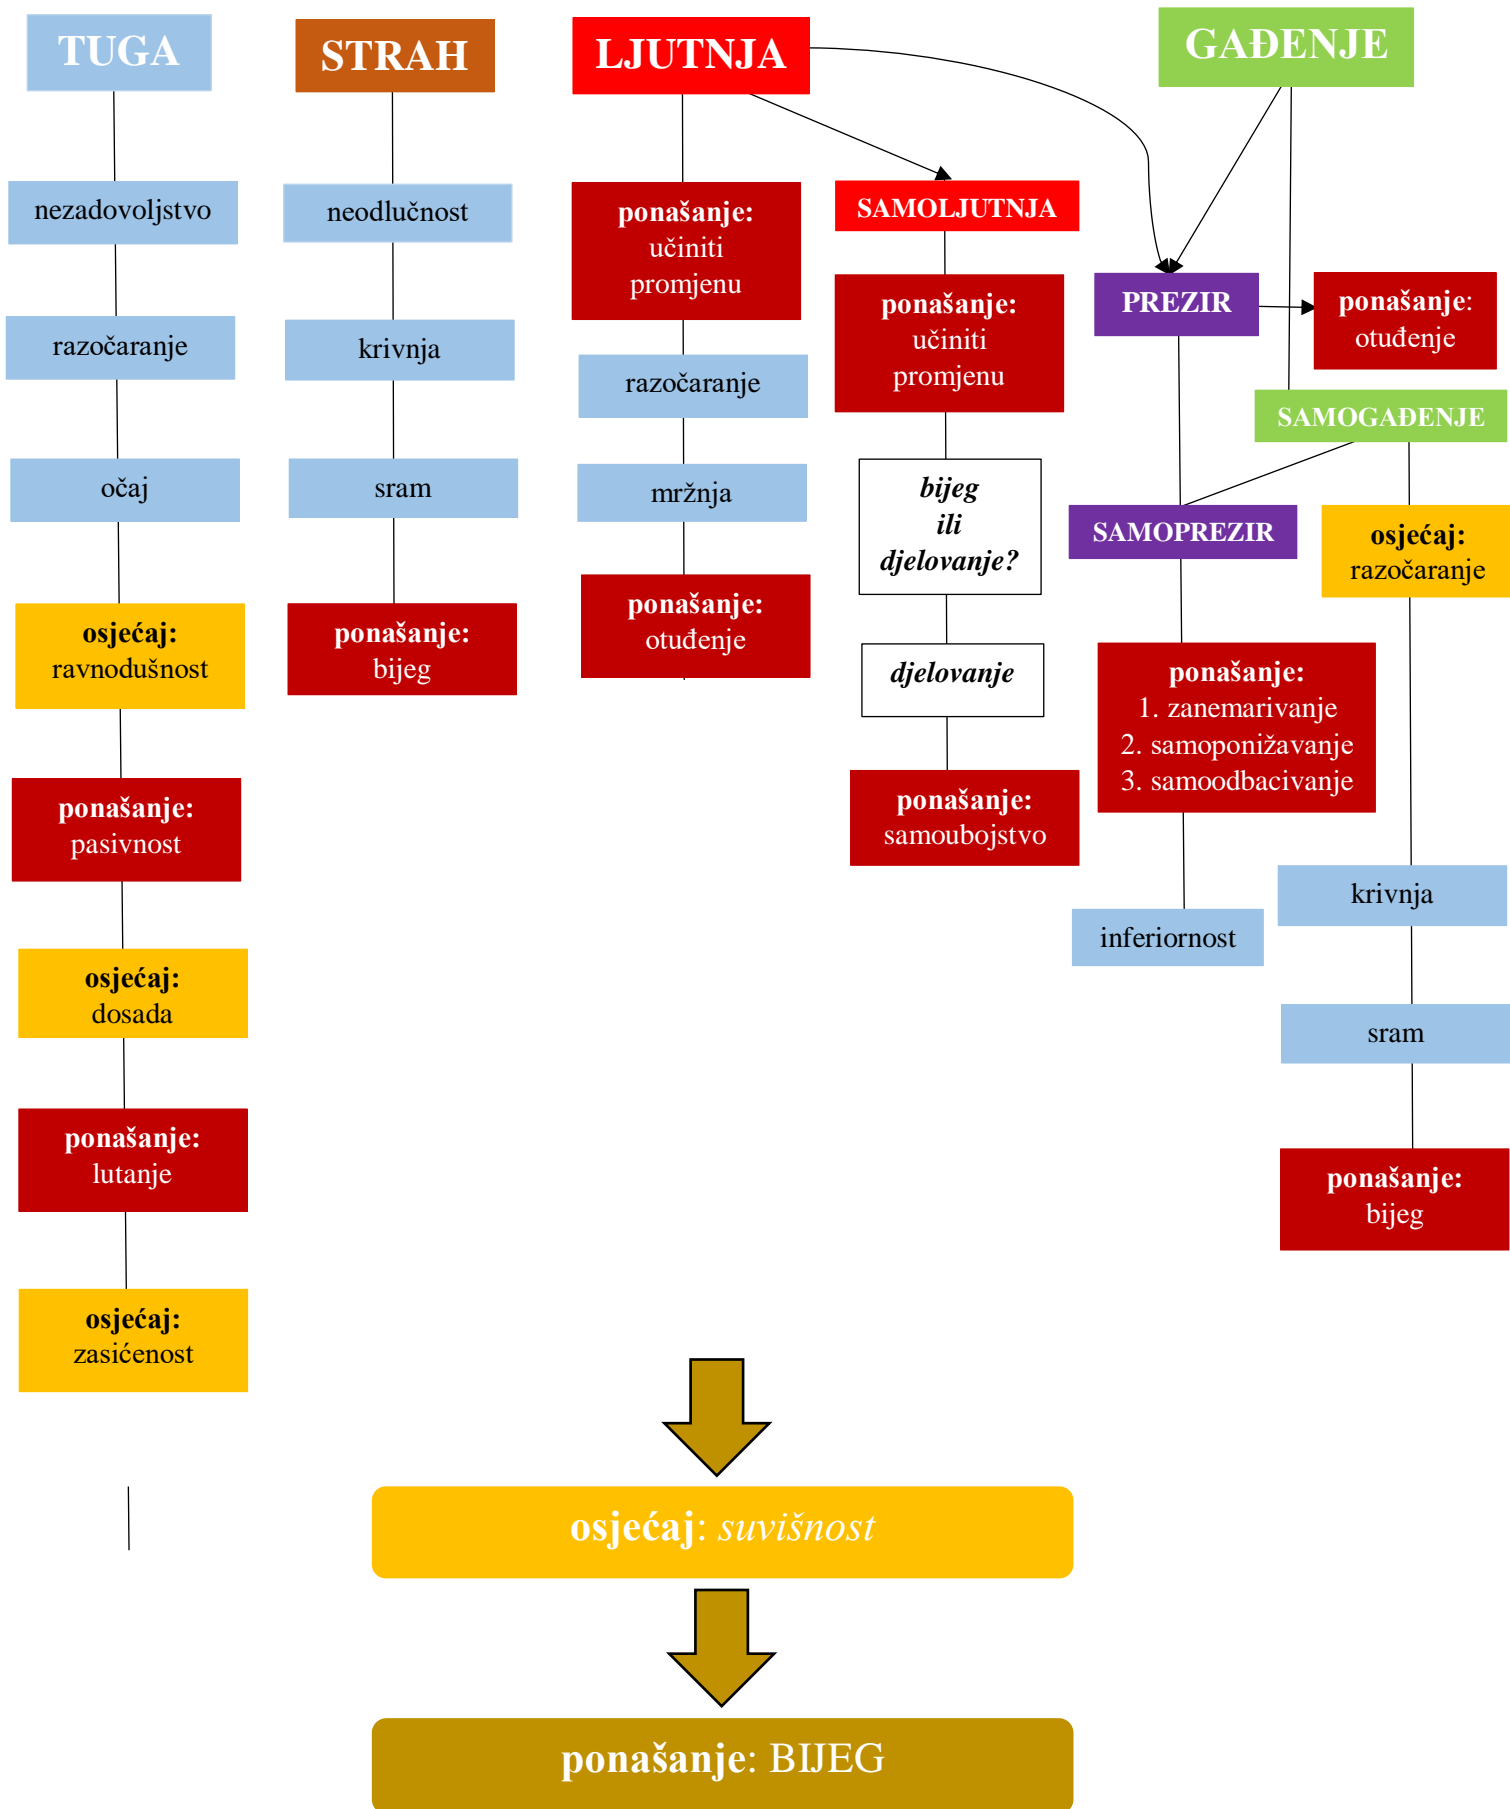 TUGA
nezadovoljstvo
razočaranje
očaj
osjećaj:
ravnodušnost
ponašanje:
pasivnost
osjećaj:
dosada
ponašanje:
lutanje
osjećaj:
zasićenost
STRAH
neodlučnost
krivnja
sram
ponašanje:
bijeg
LJUTNJA
ponašanje:
učiniti
promjenu
razočaranje
mržnja
ponašanje:
otuđenje
SAMOLJUTNJA
ponašanje:
učiniti
promjenu
bijeg
ili
djelovanje?
djelovanje
ponašanje:
samoubojstvo
GAĐENJE
PREZIR
ponašanje:
otuđenje
SAMOGAĐENJE
SAMOPREZIR
ponašanje:
1. zanemarivanje
2. samoponižavanje
3. samoodbacivanje
inferiornost
osjećaj:
razočaranje
krivnja
sram
ponašanje:
bijeg
osjećaj: suvišnost
ponašanje: BIJEG